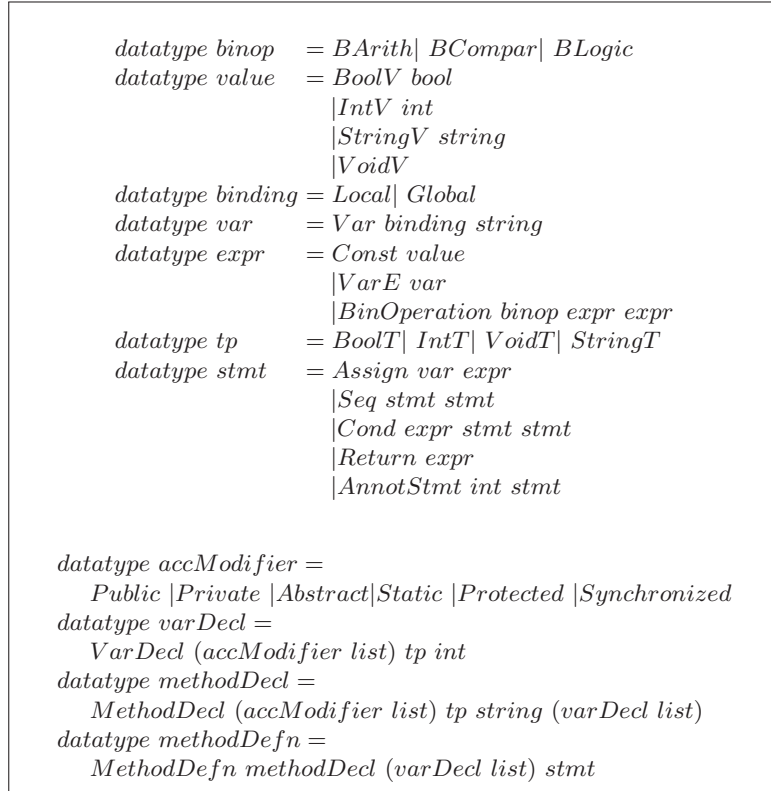 datatype binop = BArith| BCompar| BLogic
datatype value = BoolV bool
|IntV int
|StringV string
|VoidV
datatype binding = Local| Global
datatype var = Var binding string
datatype expr = Const value
|VarE var
|BinOperation binop expr expr
datatype tp = BoolT| IntT| VoidT| StringT
datatype stmt = Assign var expr
|Seq stmt stmt
|Cond expr stmt stmt
|Return expr
|AnnotStmt int stmt
datatype accModifier =
Public |Private |Abstract|Static |Protected |Synchronized
datatype varDecl =
VarDecl (accModifier list) tp int
datatype methodDecl =
MethodDecl (accModifier list) tp string (varDecl list)
datatype methodDefn =
MethodDefn methodDecl (varDecl list) stmt